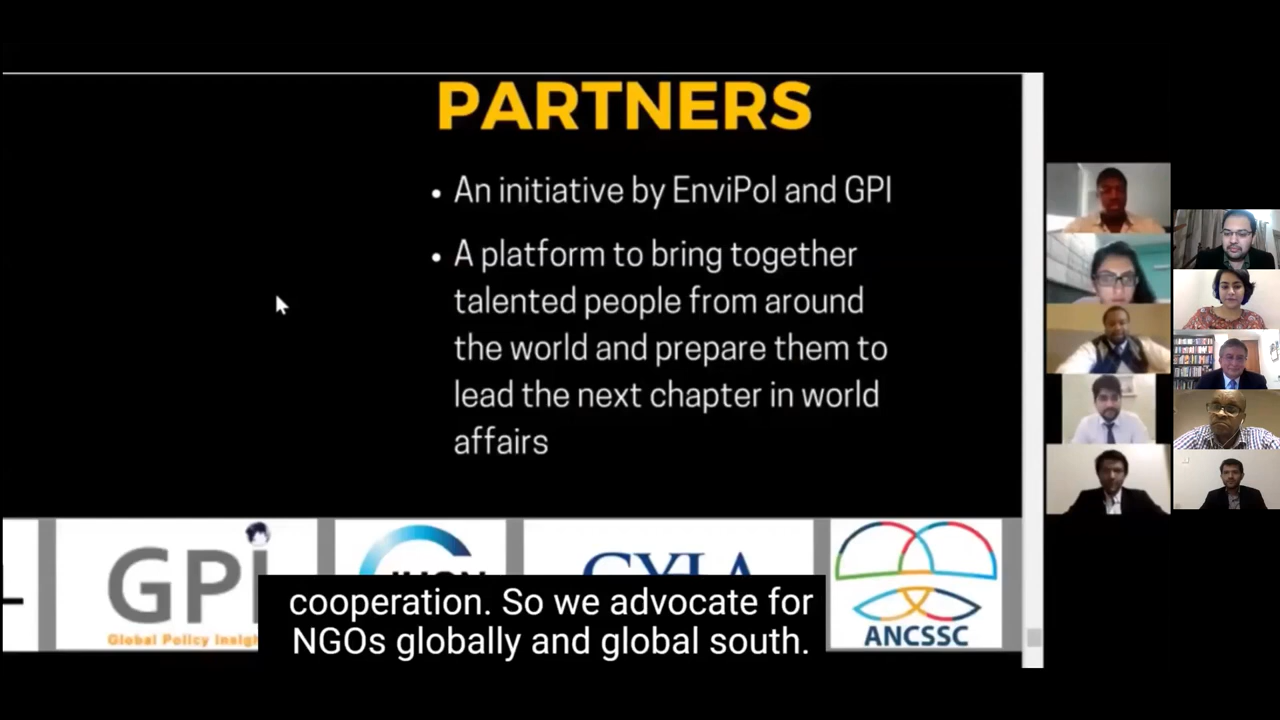 PARTNERS
• An initiative by EnviPol and GPI
• A platform to bring together
talented people from around
the world and prepare them to
lead the next chapter in world
affairs
GPI
Global Policy
ANCSSC
cooperation. So we advocate for
NGOs globally and global south.